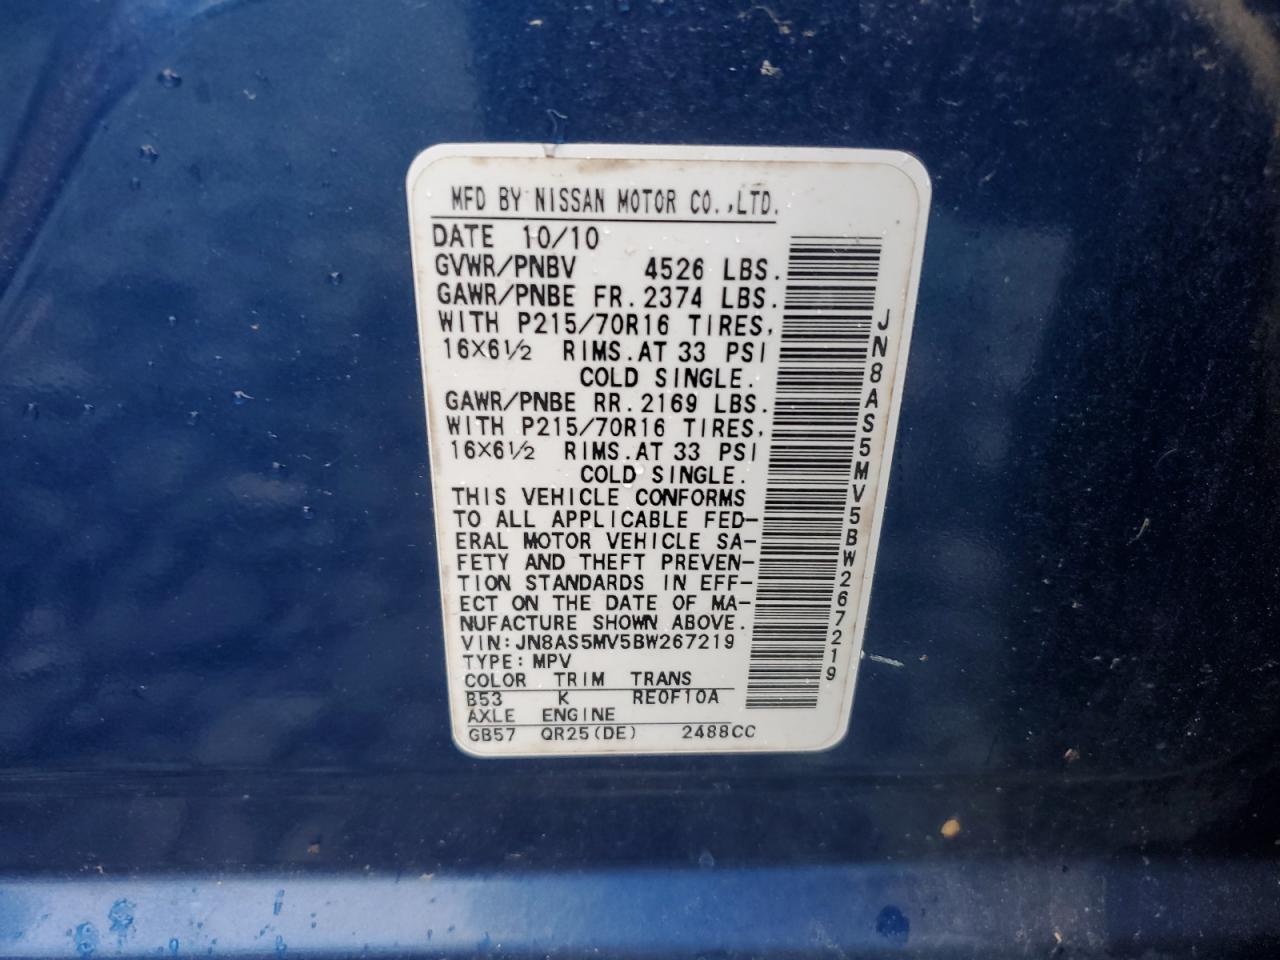 MFD BY NISSAN MOTOR CO.,LTD.
DATE 10/10
GVWR/PNBV 4526 LBS.
GAWR/PNBE FR.2374 LBS.
WITH P215/70R16 TIRES,
16X6½ RIMS.AT 33 PSI
COLD SINGLE.
GAWR/PNBE RR.2169 LBS.
WITH P215/70R16 TIRES,
16X6½ RIMS.AT 33 PSI
COLD SINGLE.
THIS VEHICLE CONFORMS
TO ALL APPLICABLE FED-
ERAL MOTOR VEHICLE SA-
FETY AND THEFT PREVEN-
TION STANDARDS IN EFF-
ECT ON THE DATE OF MA-
NUFACTURE SHOWN ABOVE.
VIN:JN8AS5MV5BW267219
TYPE:MPV
COLOR TRIM TRANS
B53 K RE0F10A
AXLE ENGINE
GB57 QR25(DE) 2488CC
JN8AS5MV5BW267219